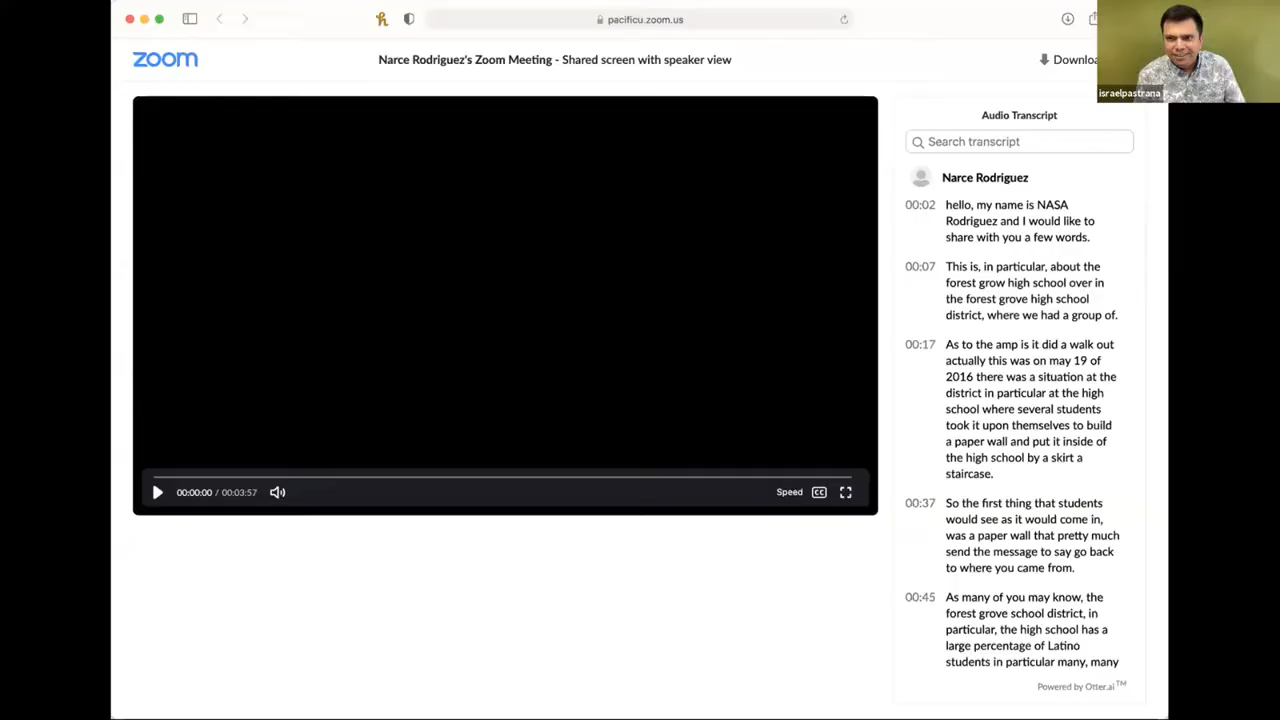 pacificu.zoom.us
zoom
Narce Rodriguez's Zoom Meeting - Shared screen with speaker view
Downloa
israelpastrana
00:00:00 / 00:03:57
Speed
CC
Audio Transcript
Search transcript
Narce Rodriguez
00:02 hello, my name is NASA
Rodriguez and I would like to
share with you a few words.
00:07 This is, in particular, about the
forest grow high school over in
the forest grove high school
district, where we had a group of.
00:17 As to the amp is it did a walk out
actually this was on may 19 of
2016 there was a situation at the
district in particular at the high
school where several students
took it upon themselves to build
a paper wall and put it inside of
the high school by a skirt a
staircase.
00:37 So the first thing that students
would see as it would come in,
was a paper wall that pretty much
send the message to say go back
to where you came from.
00:45 As many of you may know, the
forest grove school district, in
particular, the high school has a
large percentage of Latino
students in particular many, many
Powered by Otter.ai TM